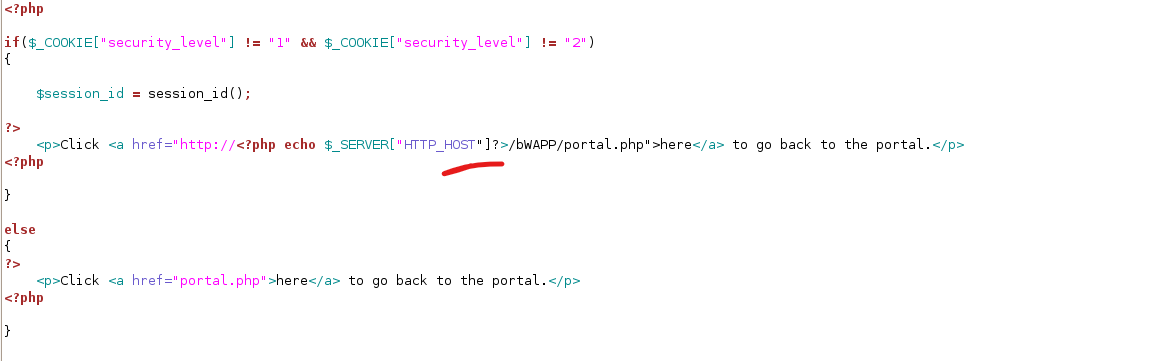 <?php
if($_COOKIE["security_level"] != "1" && $_COOKIE["security_level"] != "2")
{
    $session_id = session_id();
?>
    <p>Click <a href="http://<?php echo $_SERVER["HTTP_HOST"]?>/bWAPP/portal.php">here</a> to go back to the portal.</p>
<?php
}
else
{
?>
    <p>Click <a href="portal.php">here</a> to go back to the portal.</p>
<?php
}